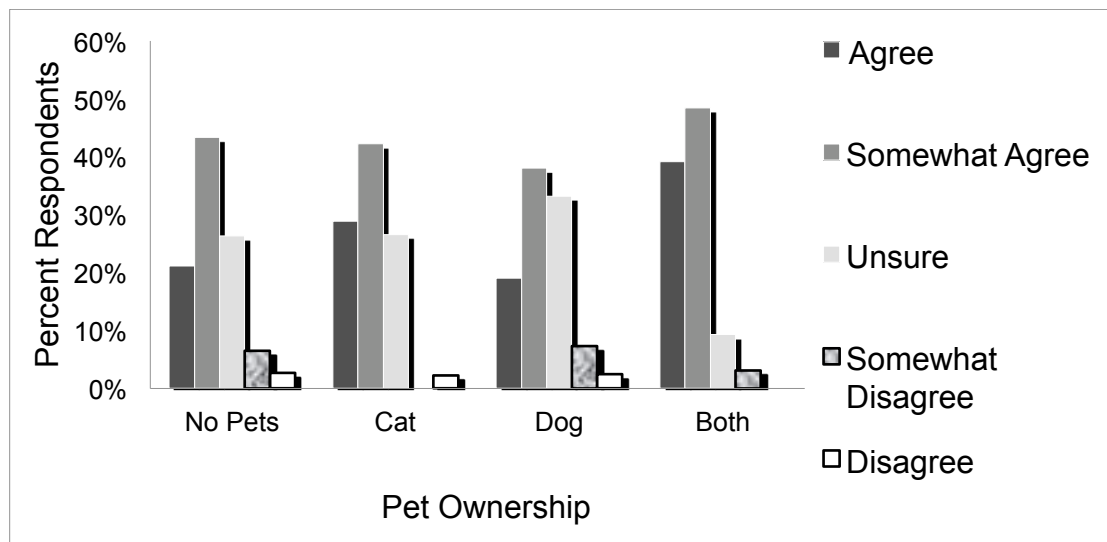 60%
50%
40%
30%
20%
10%
0%
Percent Respondents
No Pets
Cat
Dog
Both
Pet Ownership
Agree
Somewhat Agree
Unsure
Somewhat
Disagree
Disagree